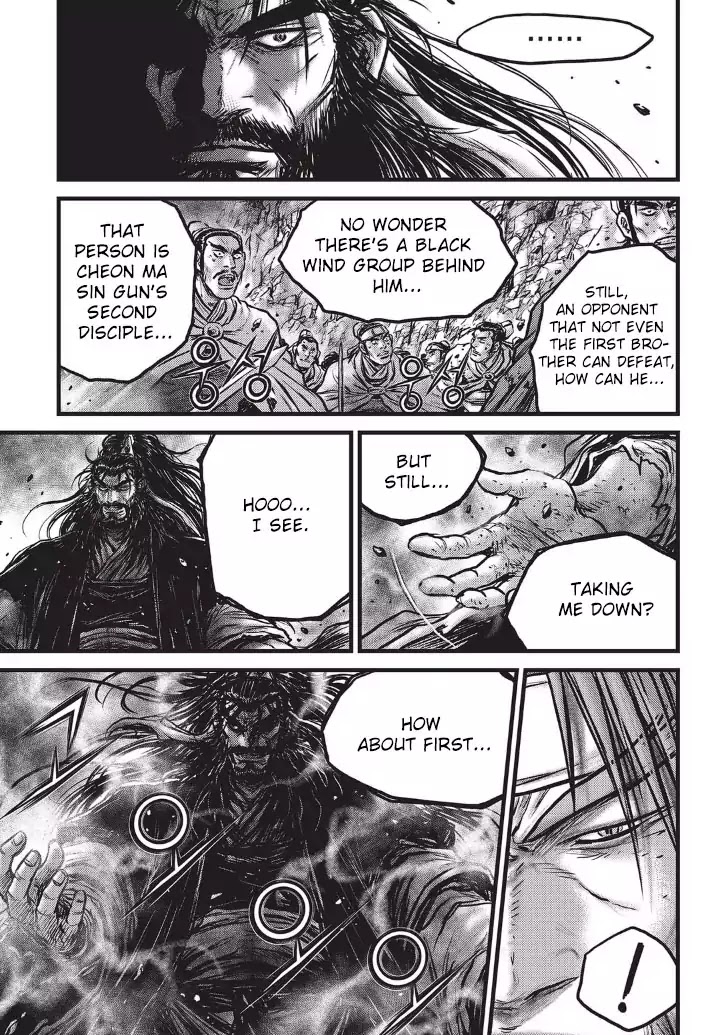 ......
THAT
PERSON IS
CHEON MA
SIN GUN'S
SECOND
DISCIPLE...
NO WONDER
THERE'S A BLACK
WIND GROUP BEHIND
HIM...
STILL,
AN OPPONENT
THAT NOT EVEN
THE FIRST BRO-
THER CAN DEFEAT,
HOW CAN HE...
HOOO...
I SEE.
BUT
STILL...
TAKING
ME DOWN?
HOW
ABOUT FIRST...
!